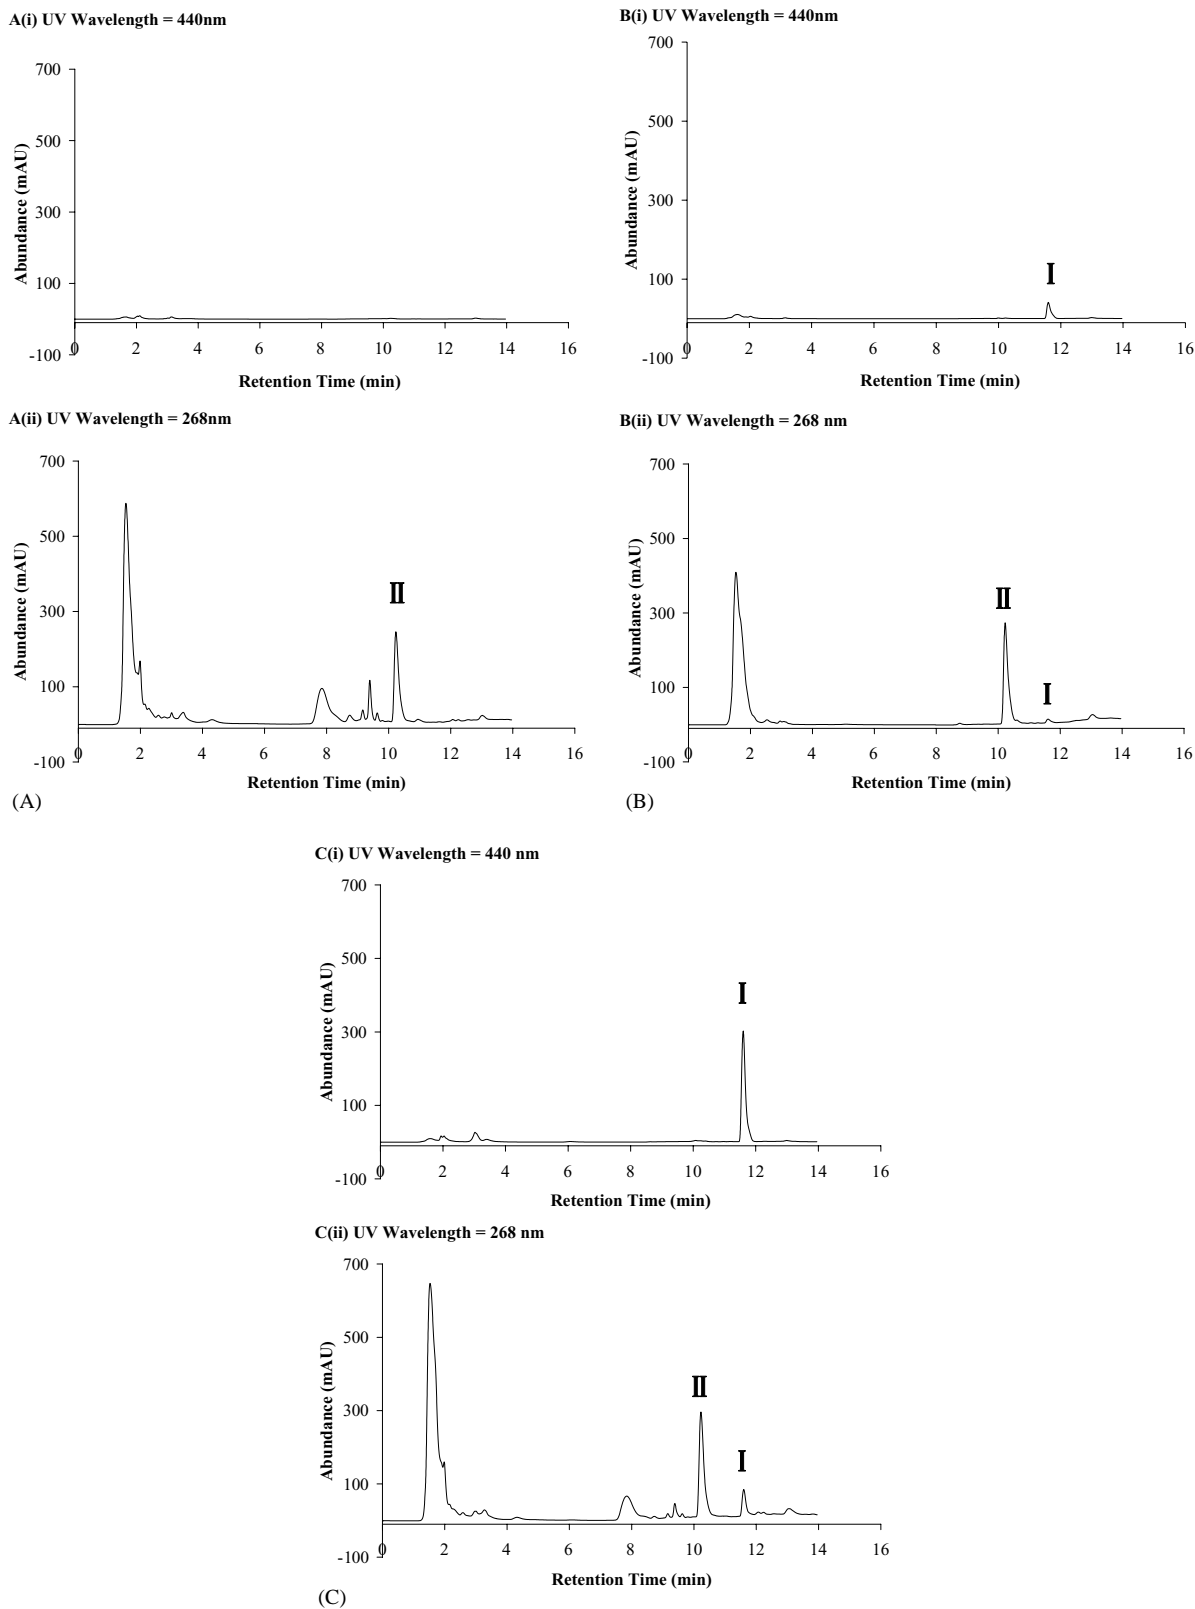 A(i) UV Wavelength = 440nm
700
500
300
100
-100
Abundance (mAU)
0 2 4 6 8 10 12 14 16
Retention Time (min)
A(ii) UV Wavelength = 268nm
700
500
300
100
-100
Abundance (mAU)
II
0 2 4 6 8 10 12 14 16
Retention Time (min)
(A)
B(i) UV Wavelength = 440nm
700
500
300
100
-100
Abundance (mAU)
I
0 2 4 6 8 10 12 14 16
Retention Time (min)
B(ii) UV Wavelength = 268 nm
700
500
300
100
-100
Abundance (mAU)
II
I
0 2 4 6 8 10 12 14 16
Retention Time (min)
(B)
C(i) UV Wavelength = 440 nm
700
500
300
100
-100
Abundance (mAU)
I
0 2 4 6 8 10 12 14 16
Retention Time (min)
C(ii) UV Wavelength = 268 nm
700
500
300
100
-100
Abundance (mAU)
II
I
0 2 4 6 8 10 12 14 16
Retention Time (min)
(C)